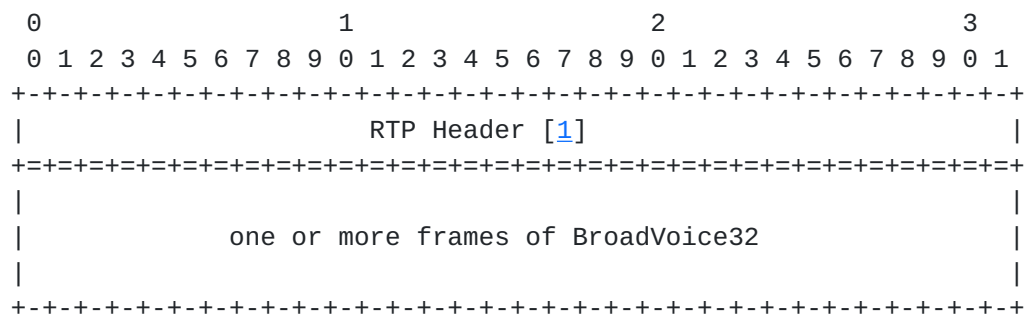 0                   1                   2                   3
 0 1 2 3 4 5 6 7 8 9 0 1 2 3 4 5 6 7 8 9 0 1 2 3 4 5 6 7 8 9 0 1
+-+-+-+-+-+-+-+-+-+-+-+-+-+-+-+-+-+-+-+-+-+-+-+-+-+-+-+-+-+-+-+-+
|                      RTP Header [1]                           |
+=+=+=+=+=+=+=+=+=+=+=+=+=+=+=+=+=+=+=+=+=+=+=+=+=+=+=+=+=+=+=+=+
|                                                               |
|             one or more frames of BroadVoice32                |
|                                                               |
+-+-+-+-+-+-+-+-+-+-+-+-+-+-+-+-+-+-+-+-+-+-+-+-+-+-+-+-+-+-+-+-+